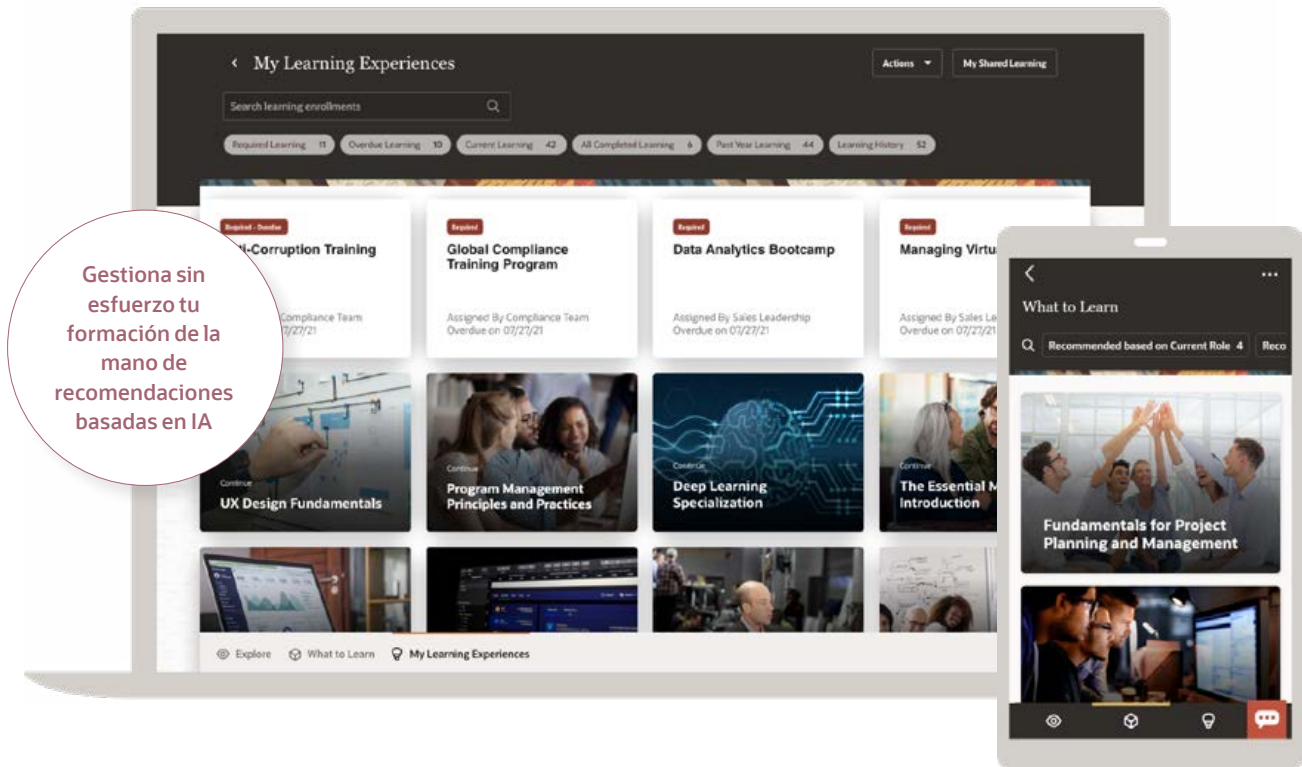 My Learning Experiences
Actions
My Shared Learning
Search learning enrollments
Required Learning 11
Overdue Learning 10
Current Learning 42
All Completed Learning 6
Past Year Learning 44
Learning History 52
Gestiona sin
esfuerzo tu
formación de la
mano de
recomendaciones
basadas en IA
Required - Overdue
-Corruption Training
Compliance Team
7/27/21
Required
Global Compliance
Training Program
Assigned By Compliance Team
Overdue on 07/27/21
Required
Data Analytics Bootcamp
Assigned By Sales Leadership
Overdue on 07/27/21
Required
Managing Virtu
Assigned By Sales Le
Overdue on 07/27/21
Continue
UX Design Fundamentals
Continue
Program Management
Principles and Practices
Continue
Deep Learning
Specialization
Continue
The Essential M
Introduction
Explore
What to Learn
My Learning Experiences
What to Learn
Recommended based on Current Role 4
Reco
Fundamentals for Project
Planning and Management